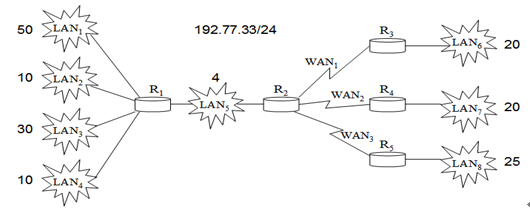 50
LAN1
192.77.33/24
R3
LAN6
20
WAN1
10
LAN2
4
R1
LAN5
R2
WAN2
R4
LAN7
20
30
LAN3
WAN3
R5
10
LAN4
LAN8
25